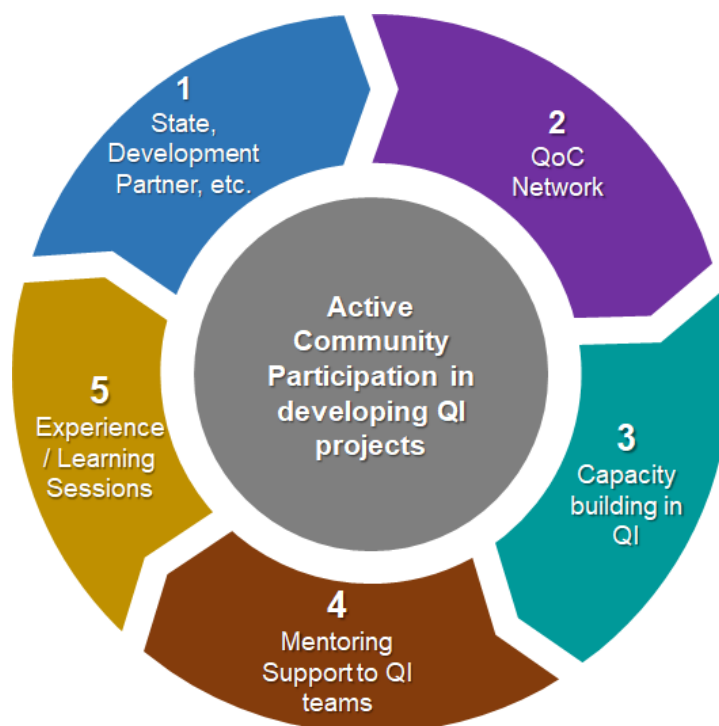 1
State,
Development
Partner, etc.
2
QoC
Network
Active
Community
Participation in
developing QI
projects
3
Capacity
building in
QI
4
Mentoring
Support to QI
teams
5
Experience
/ Learning
Sessions